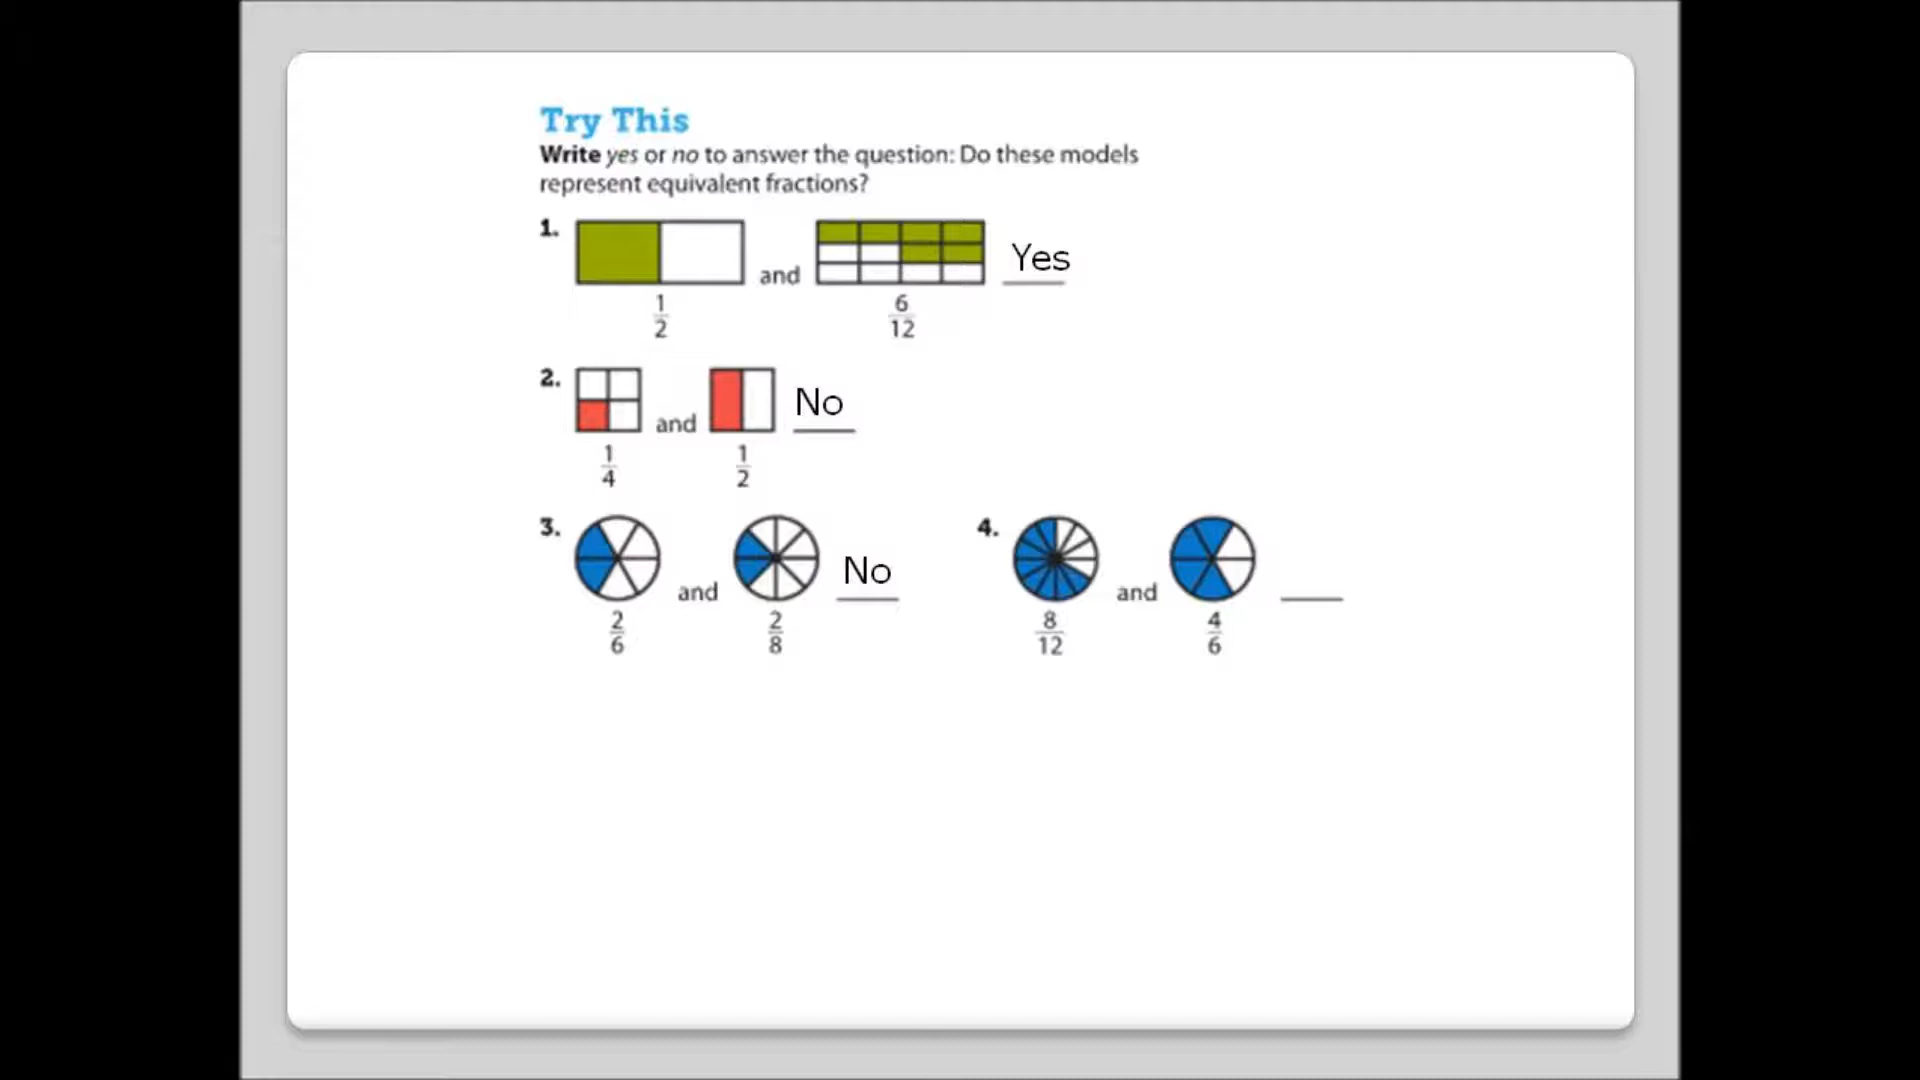 Try This
Write yes or no to answer the question: Do these models
represent equivalent fractions?
1. and Yes
1/2 6/12
2. and No
1/4 1/2
3. and No 4. and
2/6 2/8 8/12 4/6